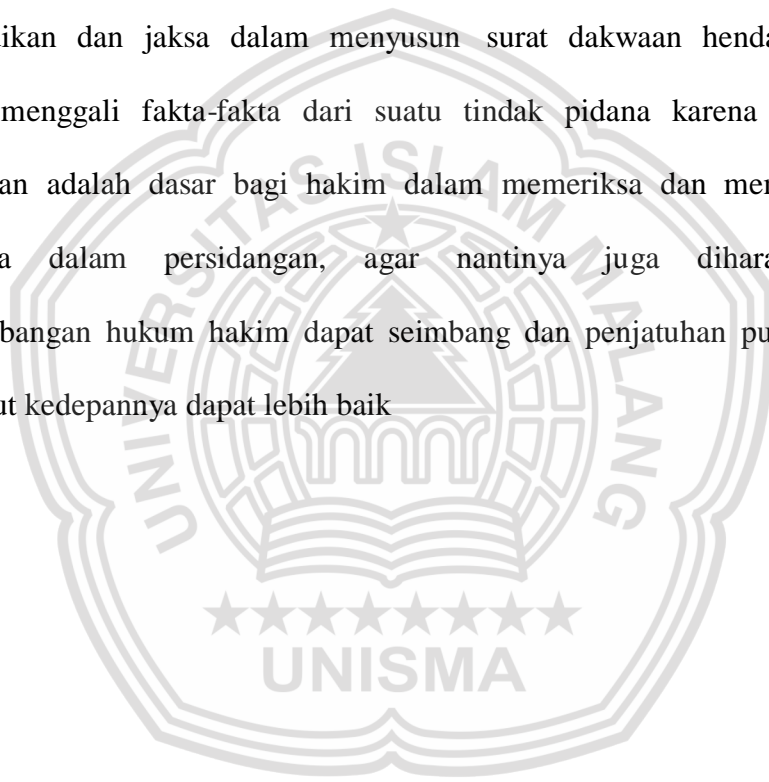 dikan dan jaksa dalam menyusun surat dakwaan henda
menggali fakta-fakta dari suatu tindak pidana karena
an adalah dasar bagi hakim dalam memeriksa dan mer
a dalam persidangan, agar nantinya juga dihara
bangan hukum hakim dapat seimbang dan penjatuhan pu
ut kedepannya dapat lebih baik
UNIVERSITAS ISLAM MALANG
UNISMA